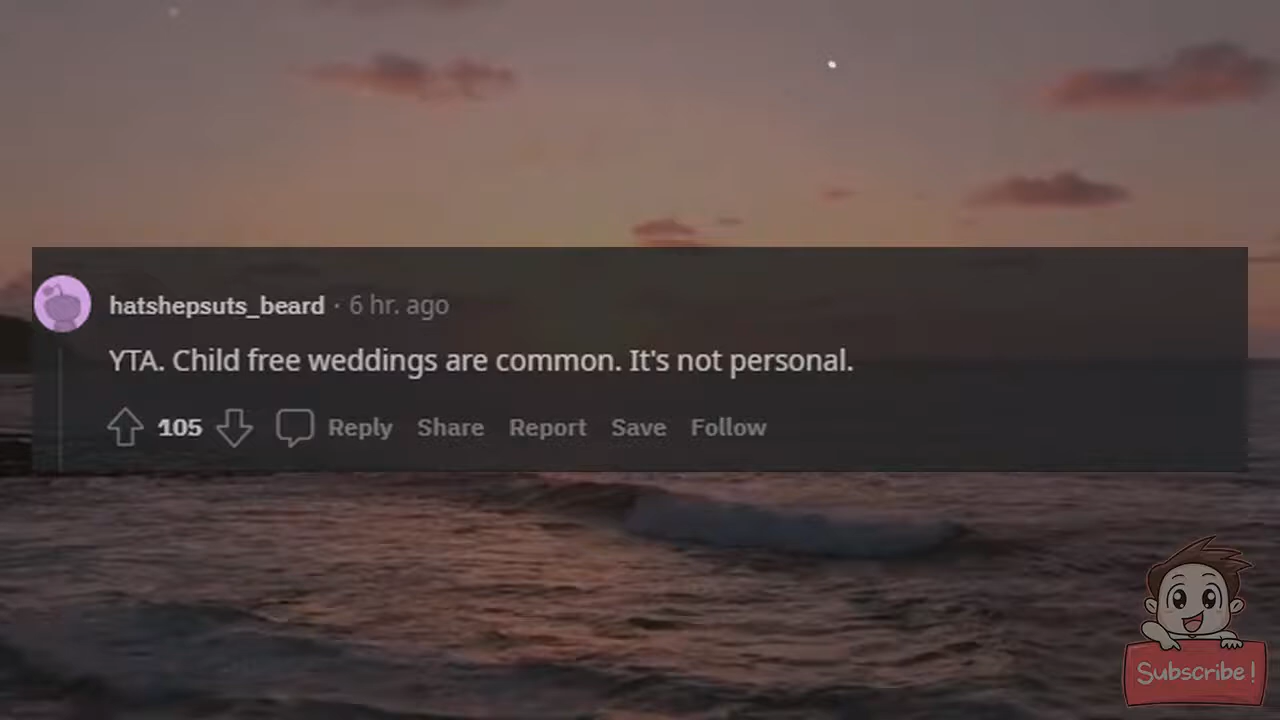 hatshepsuts_beard · 6 hr. ago
YTA. Child free weddings are common. It's not personal.
105 Reply Share Report Save Follow
Subscribe!